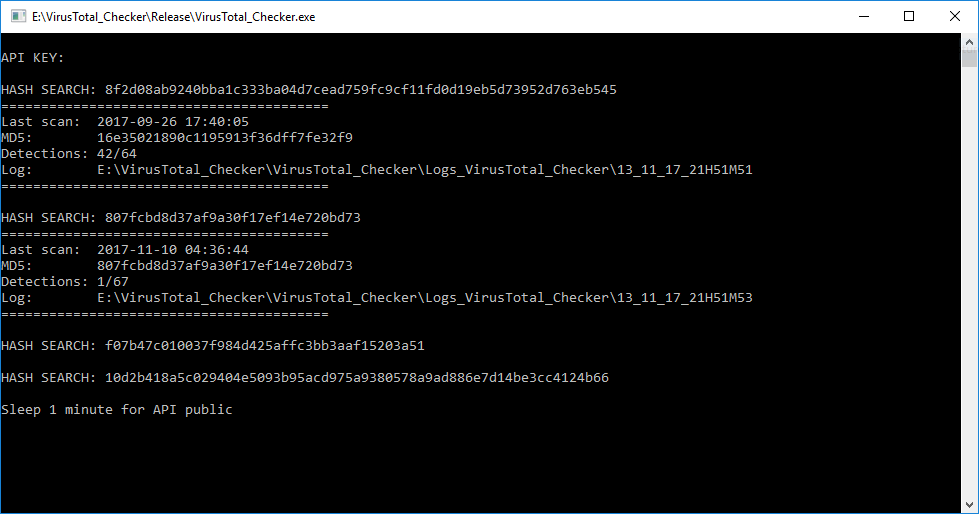 E:\VirusTotal_Checker\Release\VirusTotal_Checker.exe
API KEY:
HASH SEARCH: 8f2d08ab9240bba1c333ba04d7cead759fc9cf11fd0d19eb5d73952d763eb545
=========================================
Last scan:  2017-09-26 17:40:05
MD5:        16e35021890c1195913f36dff7fe32f9
Detections: 42/64
Log:        E:\VirusTotal_Checker\VirusTotal_Checker\Logs_VirusTotal_Checker\13_11_17_21H51M51
=========================================
HASH SEARCH: 807fcbd8d37af9a30f17ef14e720bd73
=========================================
Last scan:  2017-11-10 04:36:44
MD5:        807fcbd8d37af9a30f17ef14e720bd73
Detections: 1/67
Log:        E:\VirusTotal_Checker\VirusTotal_Checker\Logs_VirusTotal_Checker\13_11_17_21H51M53
=========================================
HASH SEARCH: f07b47c010037f984d425affc3bb3aaf15203a51
HASH SEARCH: 10d2b418a5c029404e5093b95acd975a9380578a9ad886e7d14be3cc4124b66
Sleep 1 minute for API public